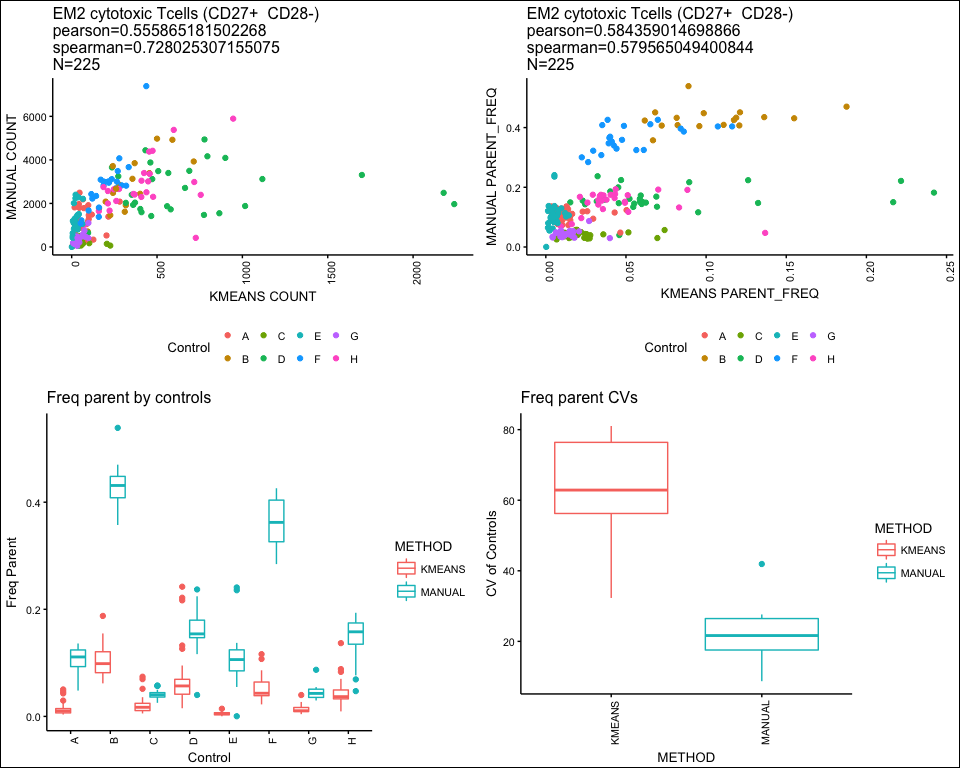 EM2 cytotoxic Tcells (CD27+  CD28-)
pearson=0.555865181502268
spearman=0.728025307155075
N=225
MANUAL COUNT
6000
4000
2000
0
0
500
1000
1500
2000
KMEANS COUNT
Control
A
C
E
G
B
D
F
H
EM2 cytotoxic Tcells (CD27+  CD28-)
pearson=0.584359014698866
spearman=0.579565049400844
N=225
MANUAL PARENT_FREQ
0.4
0.2
0.0
0.00
0.05
0.10
0.15
0.20
0.25
KMEANS PARENT_FREQ
Control
A
C
E
G
B
D
F
H
Freq parent by controls
Freq Parent
0.4
0.2
0.0
A
B
C
D
E
F
G
H
Control
METHOD
KMEANS
MANUAL
Freq parent CVs
CV of Controls
80
60
40
20
KMEANS
MANUAL
METHOD
METHOD
KMEANS
MANUAL